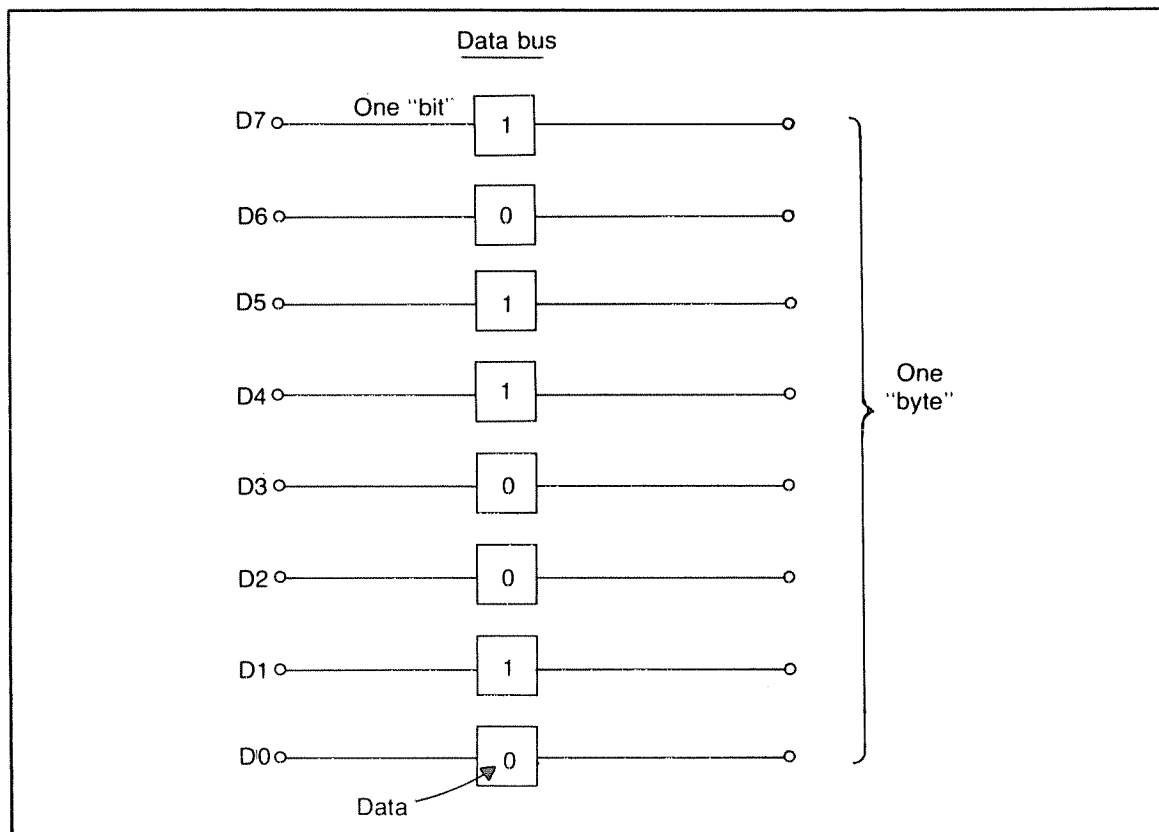 Data bus
D7 One "bit" 1
D6 0
D5 1
D4 1
D3 0
D2 0
D1 1
D0 0
One
"byte"
Data